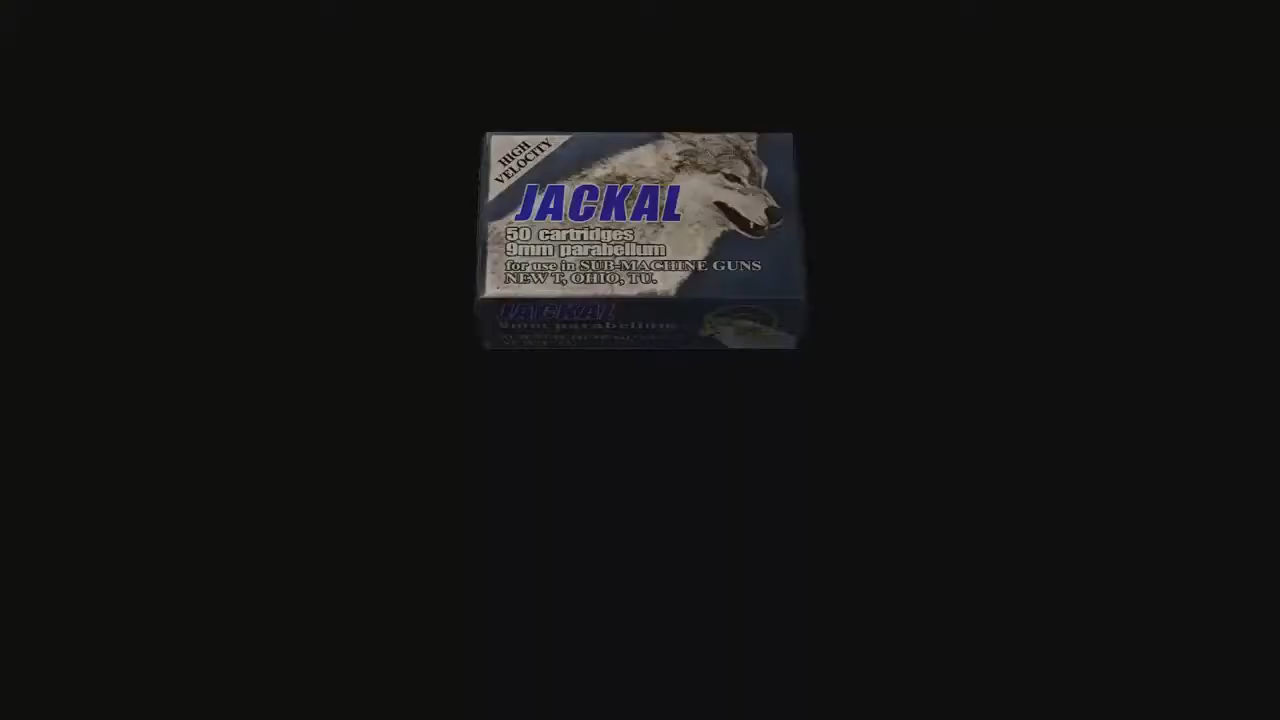 HIGH
VELOCITY
JACKAL
50 cartridges
9mm parabellum
for use in SUB-MACHINE GUNS
NEW T, OHIO, TU.
JACKAL
9mm parabellum